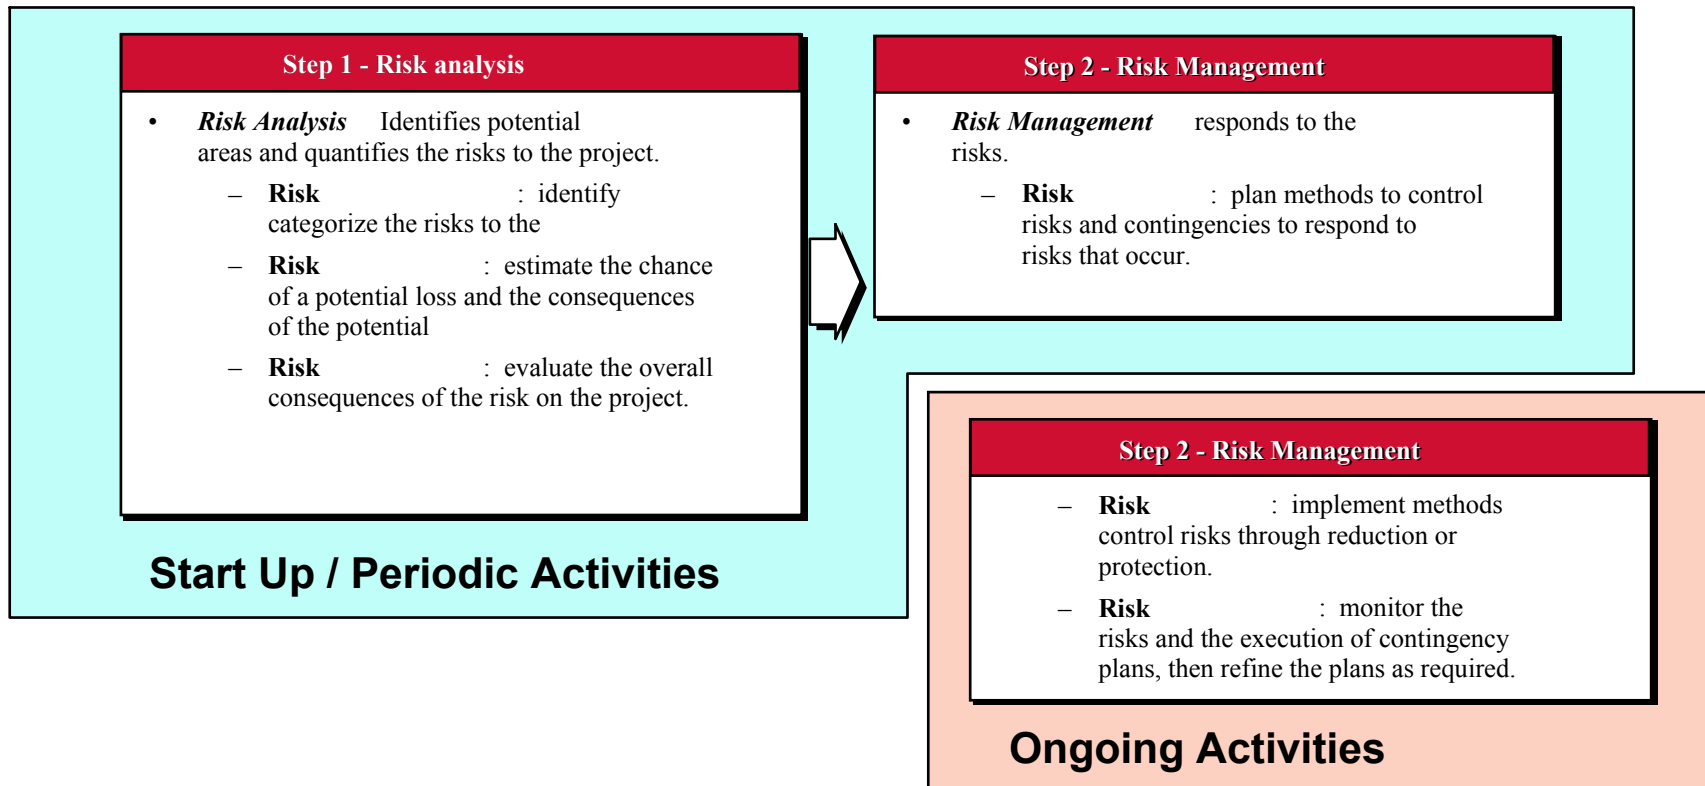 Step 1 - Risk analysis
• Risk Analysis Identifies potential
areas and quantifies the risks to the project.
– Risk : identify
categorize the risks to the
– Risk : estimate the chance
of a potential loss and the consequences
of the potential
– Risk : evaluate the overall
consequences of the risk on the project.
Start Up / Periodic Activities
Step 2 - Risk Management
• Risk Management responds to the
risks.
– Risk : plan methods to control
risks and contingencies to respond to
risks that occur.
Step 2 - Risk Management
– Risk : implement methods
control risks through reduction or
protection.
– Risk : monitor the
risks and the execution of contingency
plans, then refine the plans as required.
Ongoing Activities